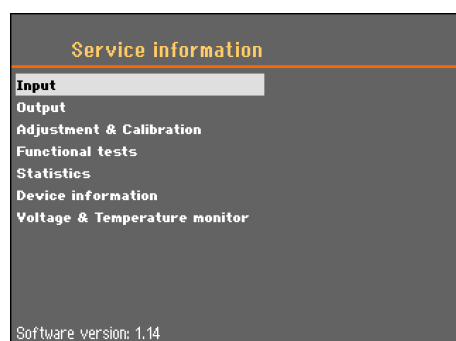 Service information
Input
Output
Adjustment & Calibration
Functional tests
Statistics
Device information
Voltage & Temperature monitor
Software version: 1.14